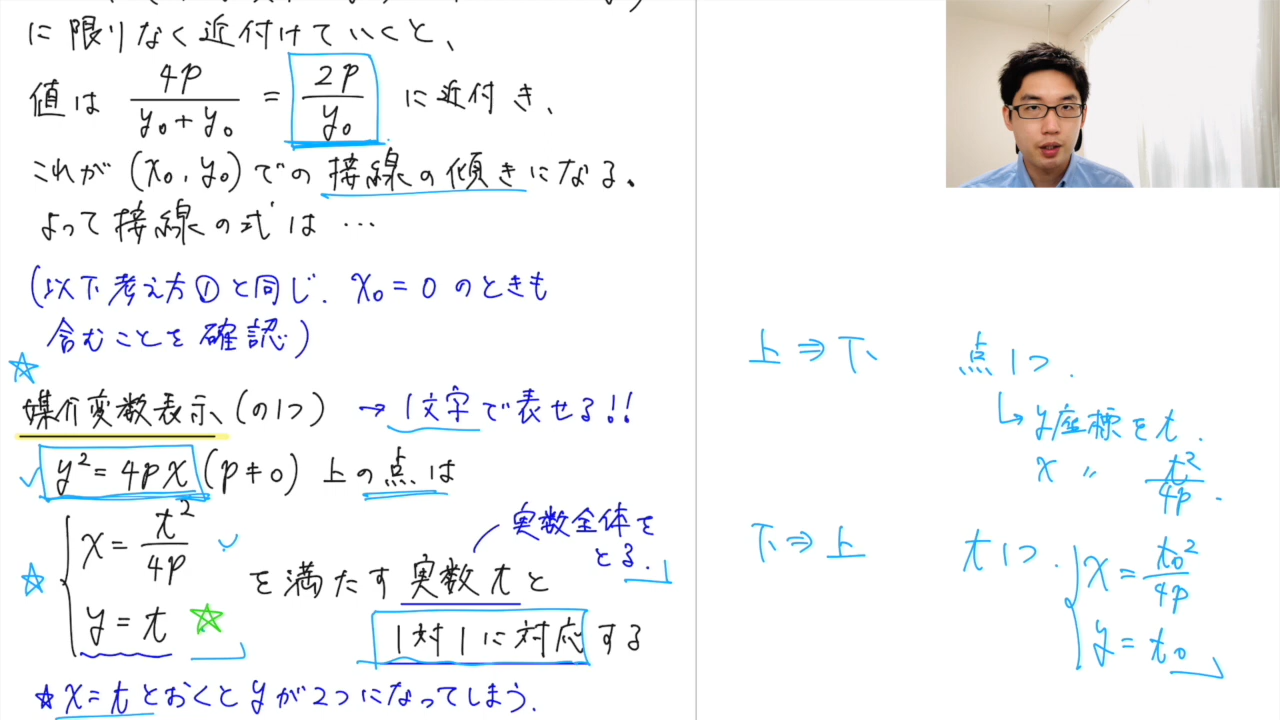 に限りなく近付けていくと、
値は 4p/(y₀+y₀) = 2p/y₀ に近付き、
これが (x₀, y₀) での接線の傾きになる。
よって接線の式は …
(以下考え方①と同じ. x₀ = 0 のときも
含むことを確認)
☆
媒介変数表示 (の1つ) → 1文字で表せる!!
y² = 4px (p ≠ 0) 上の点は
x = t²/4p
y = t ☆
☆ を満たす実数 t と
実数全体を
とる.
1対1に対応する
☆ x = t とおくと y が2つになってしまう.
上 ⇒ 下 点1つ.
↳ y座標を t.
x 〃 t²/4p.
下 ⇒ 上 t 1つ.
x = t₀²/4p
y = t₀